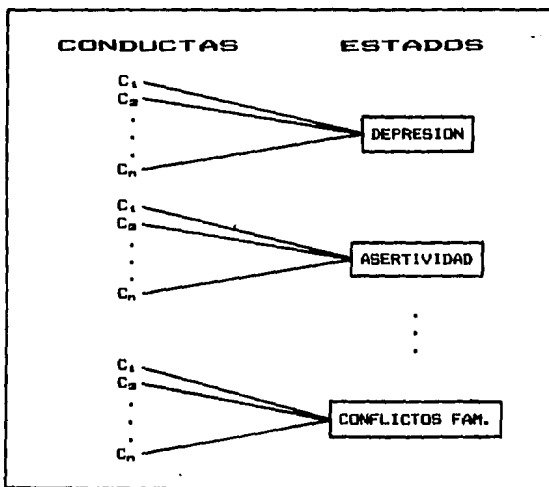 CONDUCTAS ESTADOS
C₁
C₂
DEPRESION
Cₙ
C₁
C₂
ASERTIVIDAD
Cₙ
C₁
C₂
CONFLICTOS FAM.
Cₙ